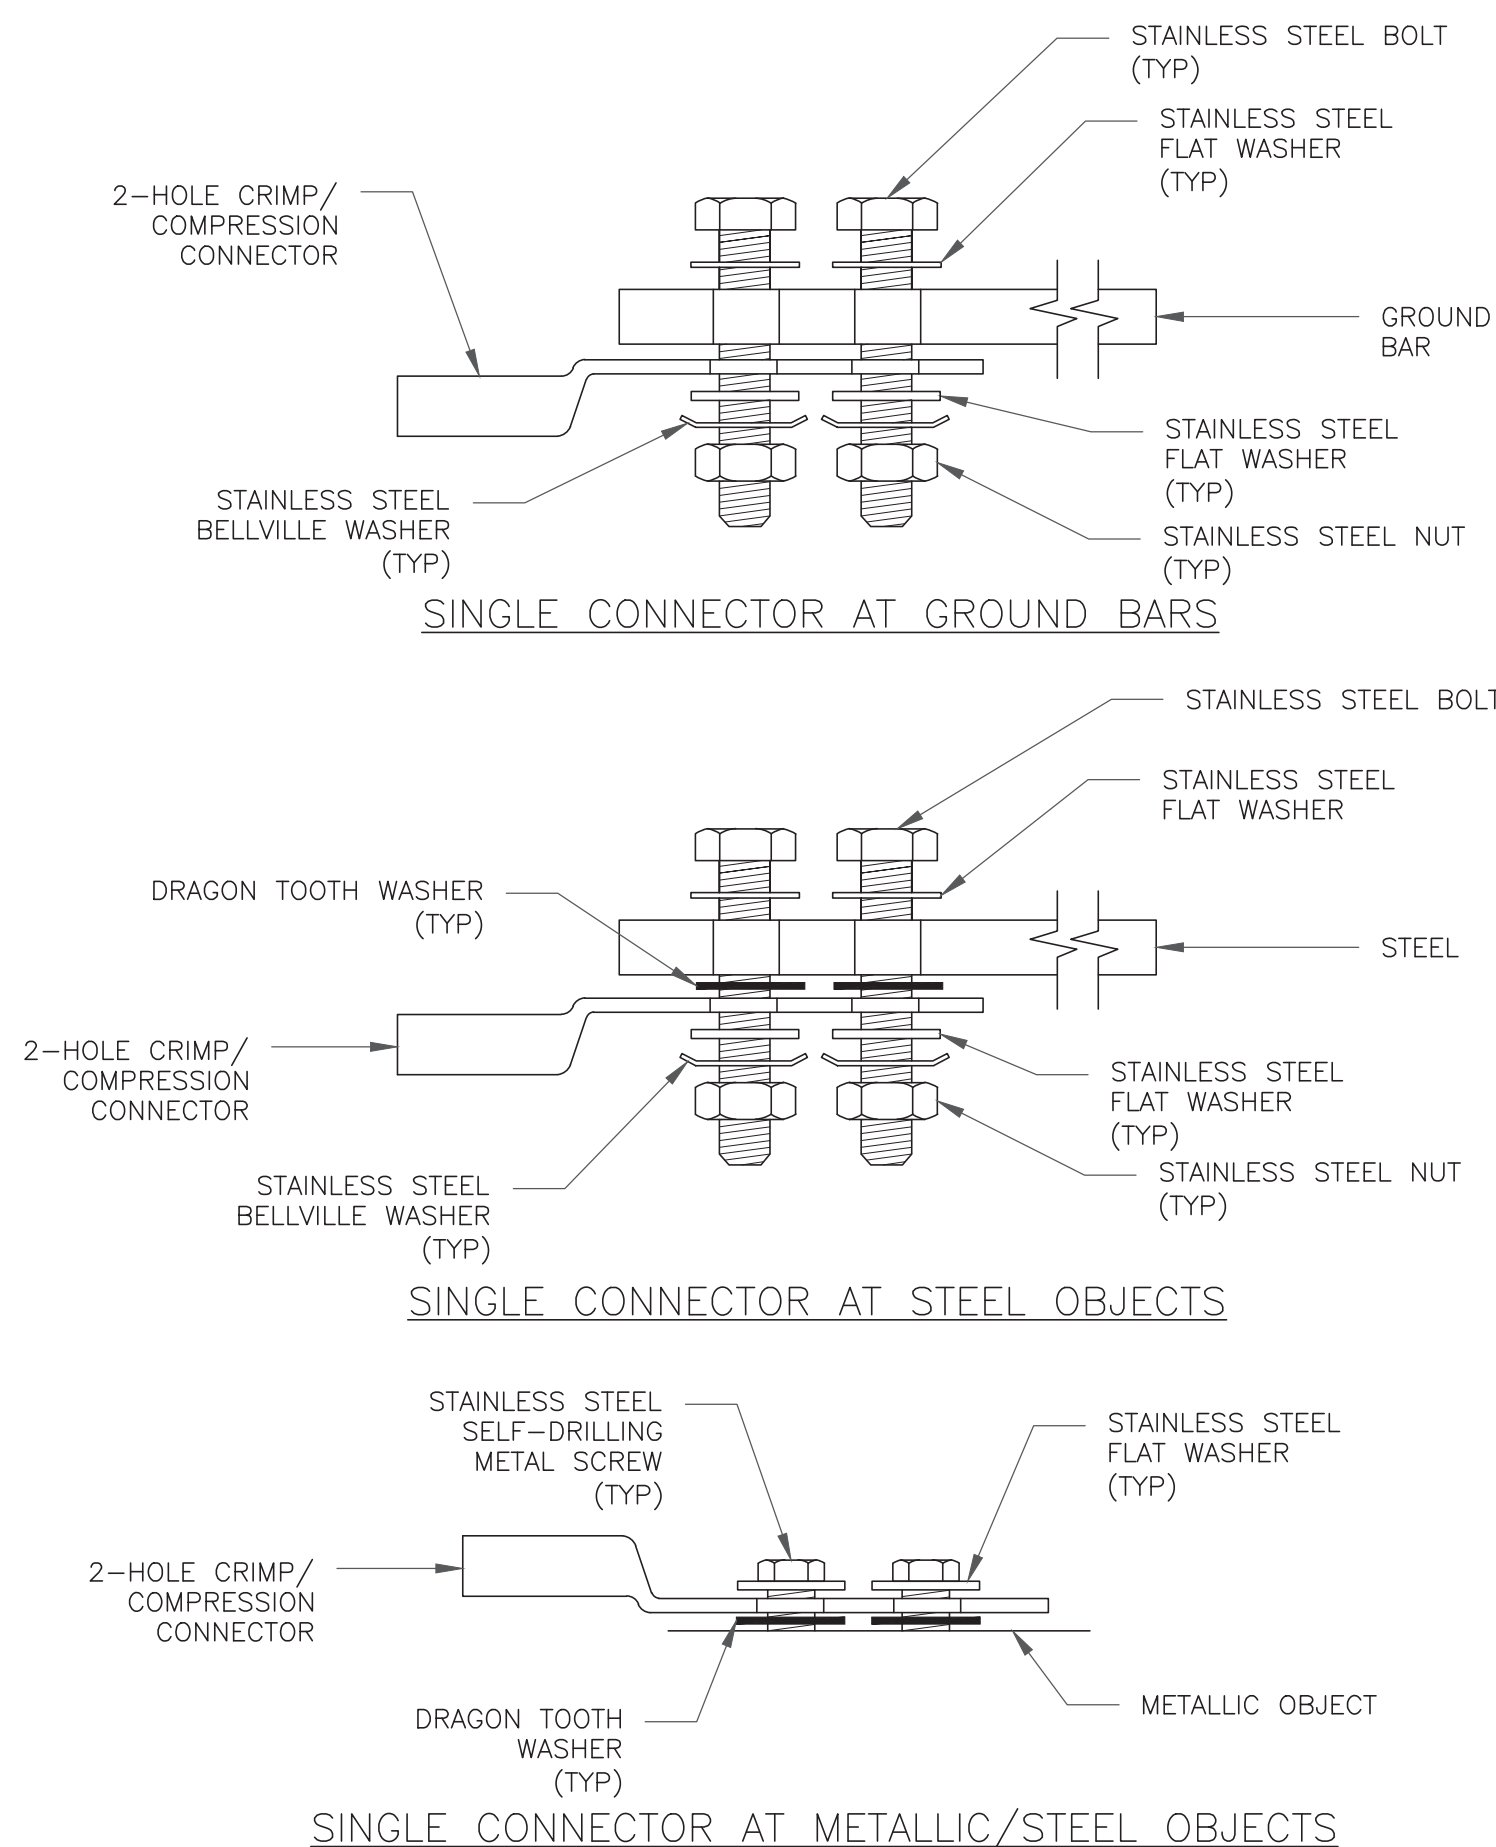 STAINLESS STEEL BOLT
(TYP)
STAINLESS STEEL
FLAT WASHER
(TYP)
2-HOLE CRIMP/
COMPRESSION
CONNECTOR
GROUND
BAR
STAINLESS STEEL
FLAT WASHER
(TYP)
STAINLESS STEEL
BELLVILLE WASHER
(TYP)
STAINLESS STEEL NUT
(TYP)
SINGLE CONNECTOR AT GROUND BARS
STAINLESS STEEL BOLT
STAINLESS STEEL
FLAT WASHER
DRAGON TOOTH WASHER
(TYP)
STEEL
2-HOLE CRIMP/
COMPRESSION
CONNECTOR
STAINLESS STEEL
FLAT WASHER
(TYP)
STAINLESS STEEL NUT
(TYP)
STAINLESS STEEL
BELLVILLE WASHER
(TYP)
SINGLE CONNECTOR AT STEEL OBJECTS
STAINLESS STEEL
SELF-DRILLING
METAL SCREW
(TYP)
STAINLESS STEEL
FLAT WASHER
(TYP)
2-HOLE CRIMP/
COMPRESSION
CONNECTOR
METALLIC OBJECT
DRAGON TOOTH
WASHER
(TYP)
SINGLE CONNECTOR AT METALLIC/STEEL OBJECTS